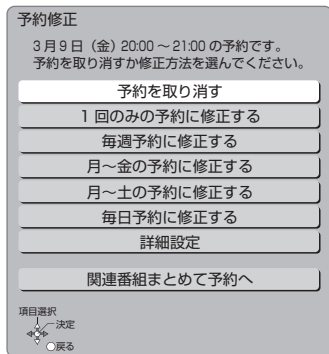 予約修正
3月9日（金）20:00～21:00の予約です。
予約を取り消すか修正方法を選んでください。
予約を取り消す
1回のみの予約に修正する
毎週予約に修正する
月～金の予約に修正する
月～土の予約に修正する
毎日予約に修正する
詳細設定
関連番組まとめて予約へ
項目選択
決定
戻る